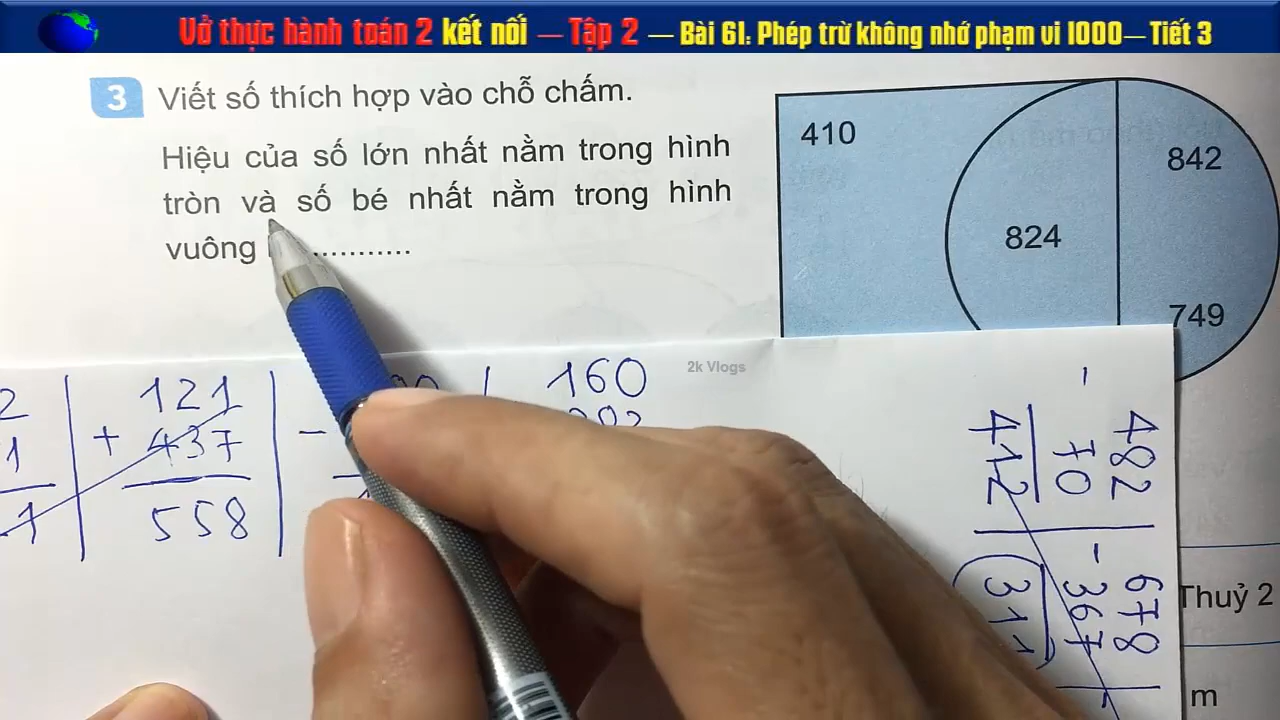 Vở thực hành toán 2 kết nối — Tập 2 — Bài 61: Phép trừ không nhớ phạm vi 1000— Tiết 3
3 Viết số thích hợp vào chỗ chấm.
Hiệu của số lớn nhất nằm trong hình
tròn và số bé nhất nằm trong hình
vuông ............
410
842
824
749
2k Vlogs
2
1
1
121
+ 437
558
-
160
- 482
70
412
- 678
367
311
Thuỷ 2
m